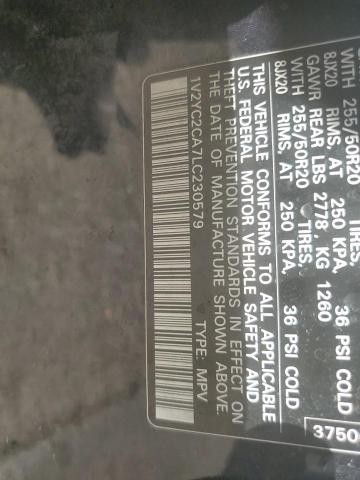 WITH 255/50R20 TIRES,
8JX20 RIMS, AT 250 KPA, 36 PSI COLD
GAWR REAR LBS 2778, KG 1260
WITH 255/50R20 TIRES,
8JX20 RIMS, AT 250 KPA, 36 PSI COLD
THIS VEHICLE CONFORMS TO ALL APPLICABLE
U.S. FEDERAL MOTOR VEHICLE SAFETY AND
THEFT PREVENTION STANDARDS IN EFFECT ON
DATE OF MANUFACTURE SHOWN ABOVE.
1V2YC2CA7LC230579 TYPE: MPV